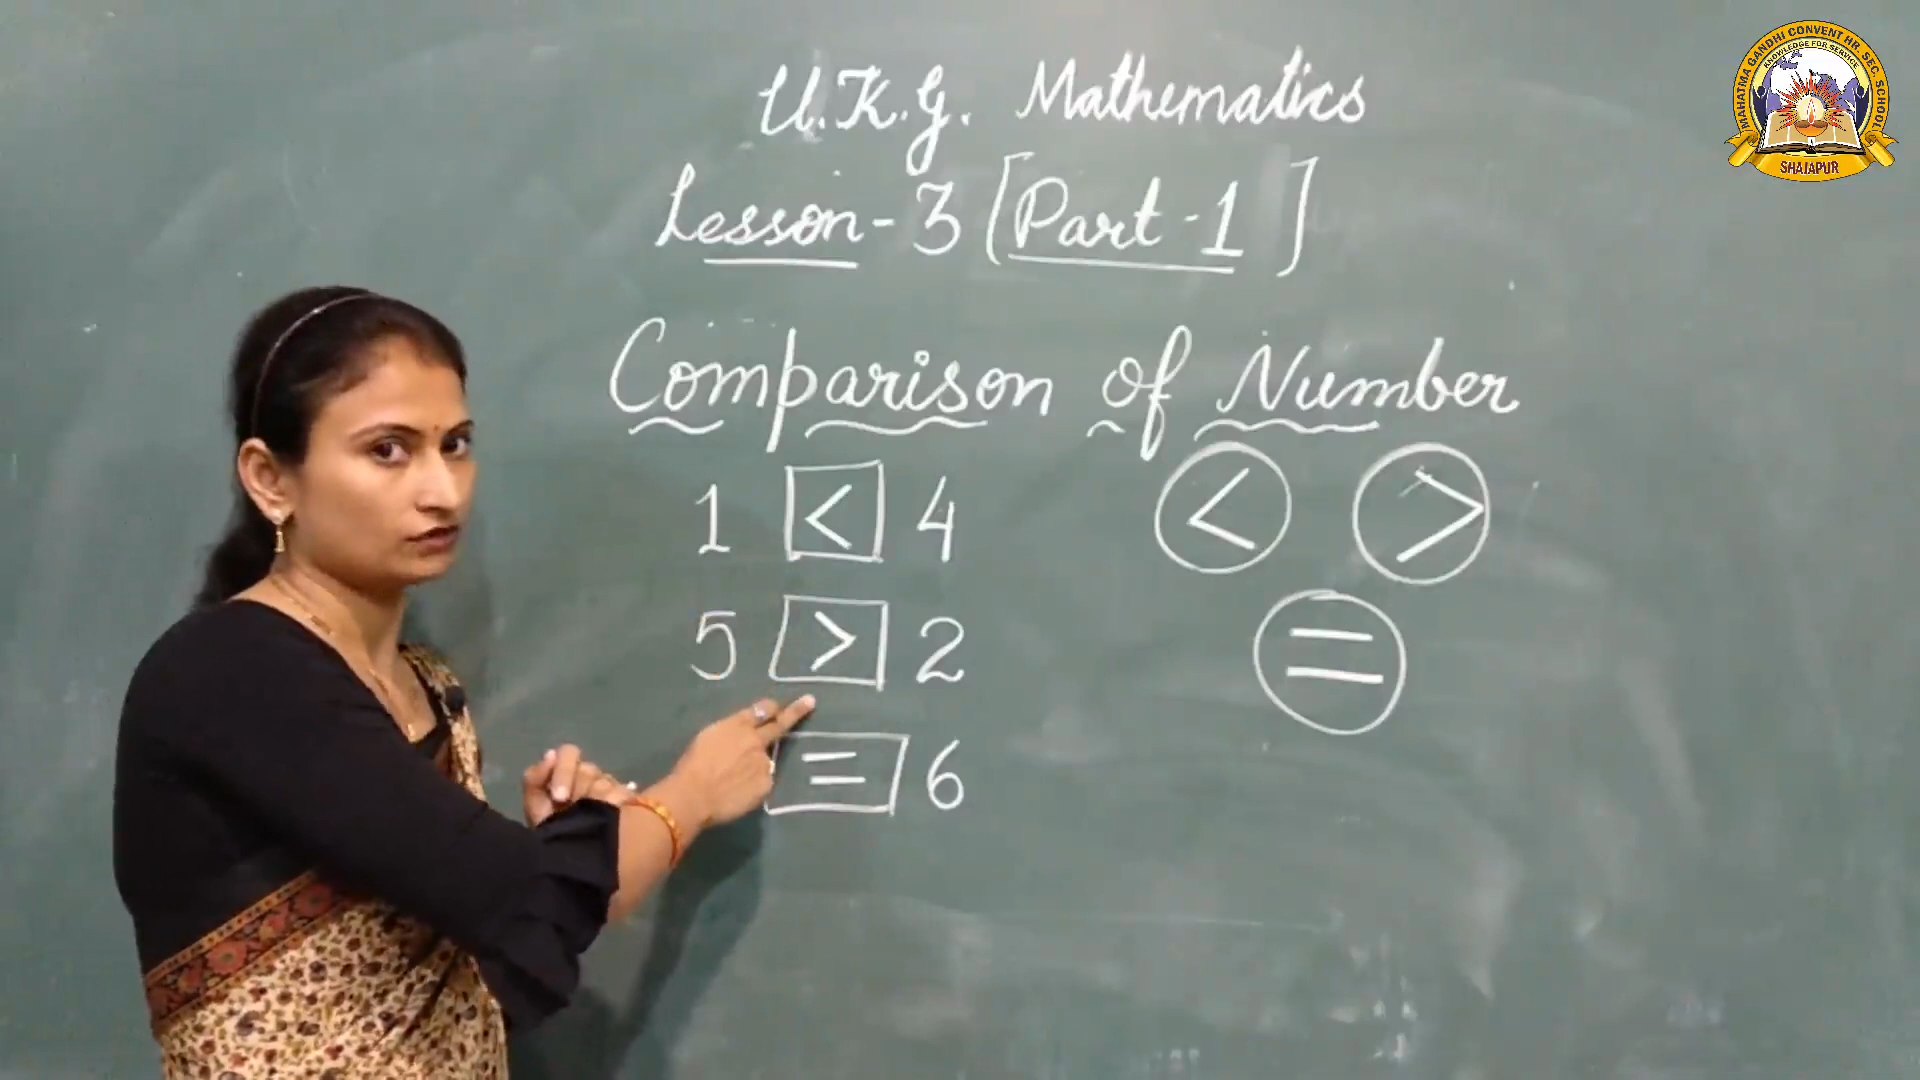 U.K.G. Mathematics
Lesson-3 [Part-1]
Comparison of Number
1 < 4 < >
5 > 2 =
= 6
MAHATMA GANDHI CONVENT HR. SEC. SCHOOL
KNOWLEDGE FOR SERVICE
SHAJAPUR